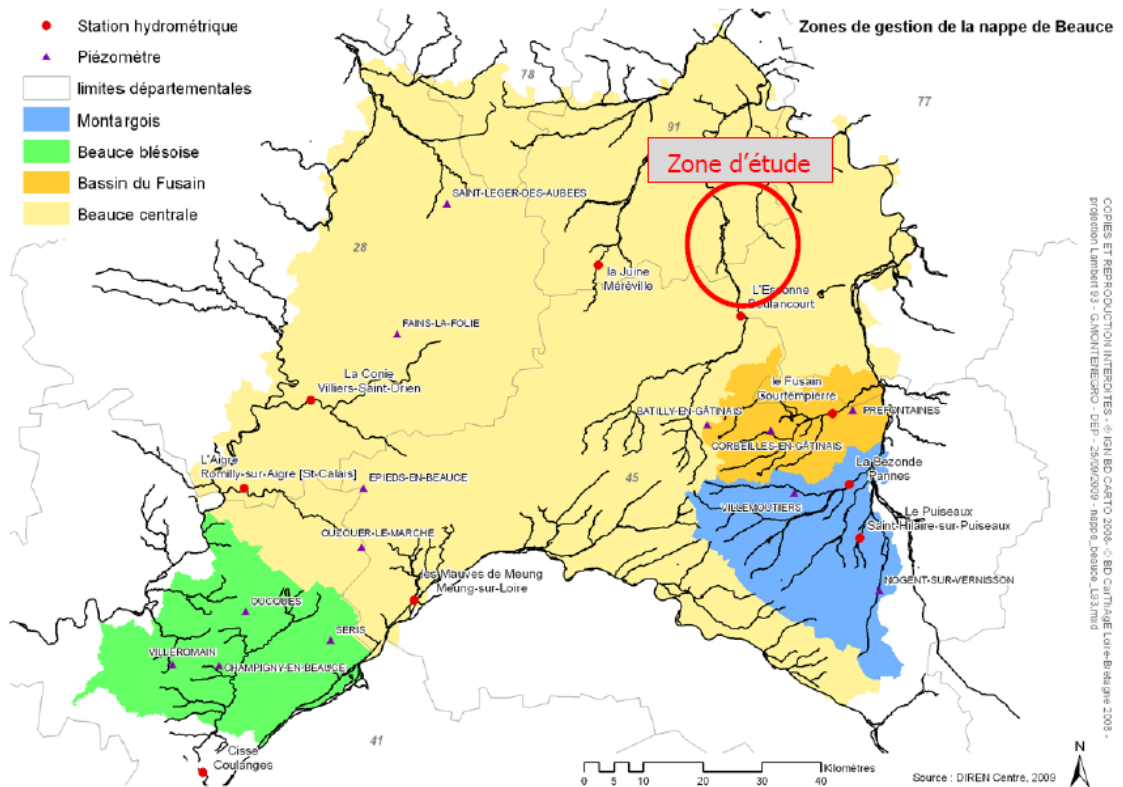 Station hydrométrique
Piézomètre
limites départementales
Montargois
Beauce blésoise
Bassin du Fusain
Beauce centrale
Zones de gestion de la nappe de Beauce
78
77
91
Zone d'étude
SAINT-LEGER-DES-AUBEES
28
la Juine
Méréville
L'Essonne
Boulancourt
FAINS-LA-FOLIE
La Conie
Villiers-Saint-Orien
le Fusain
Courtempierre
BATILLY-EN-GÂTINAIS
PREFONTAINES
CORBEILLES-EN-GÂTINAIS
L'Aigre
Romilly-sur-Aigre [St-Calais]
EPIEDS-EN-BEAUCE
45
La Bezonde
Pannes
VILLEMOUTIERS
Le Puiseaux
Saint-Hilaire-sur-Puiseaux
OUZOUER-LE-MARCHE
les Mauves de Meung
Meung-sur-Loire
NOGENT-SUR-VERNISSON
OUCQUES
SERIS
VILLEROMAIN
CHAMPIGNY-EN-BEAUCE
41
Cisse
Coulanges
Kilomètres
0 5 10 20 30 40
Source : DIREN Centre, 2009
N
COPIES ET REPRODUCTION INTERDITES - © IGN BD CARTO 2006- © BD CarThAgE Loire-Bretagne 2008 -
projection Lambert 93 - G.MONTENEGRO - DEP - 25/09/2009 - nappe_beauce_L93.mxd